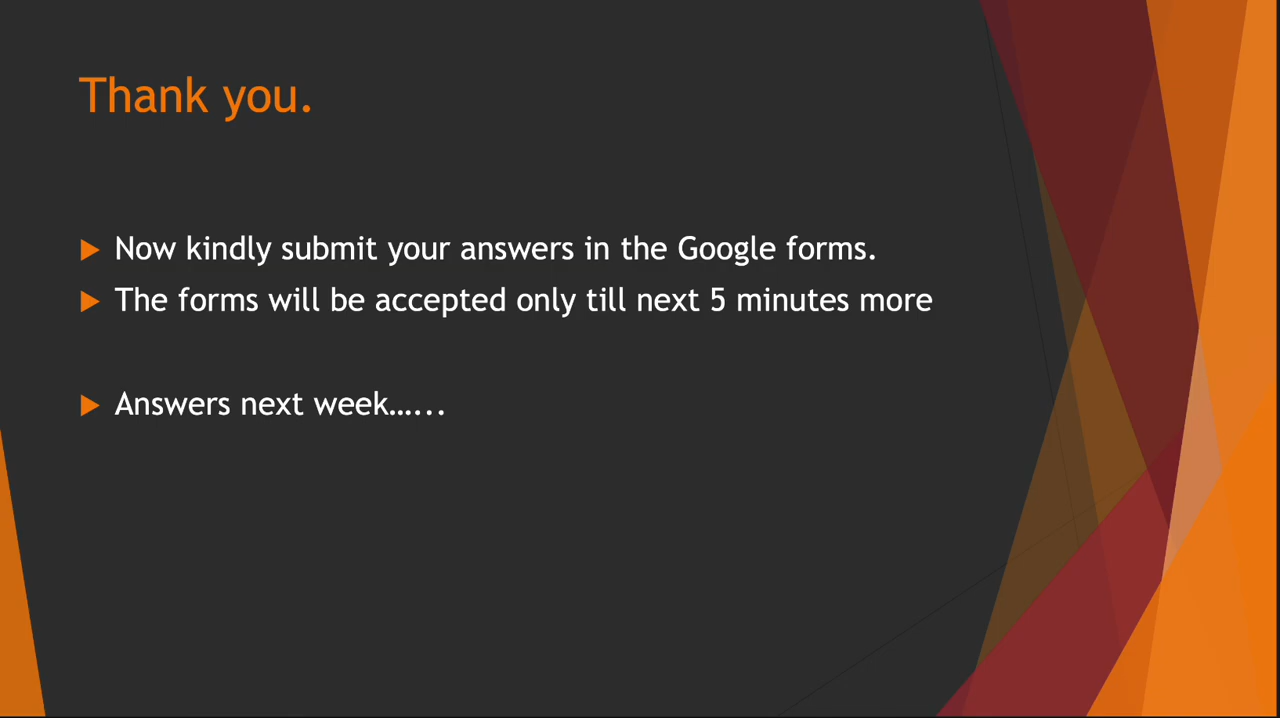 Thank you.
Now kindly submit your answers in the Google forms.
The forms will be accepted only till next 5 minutes more
Answers next week…...